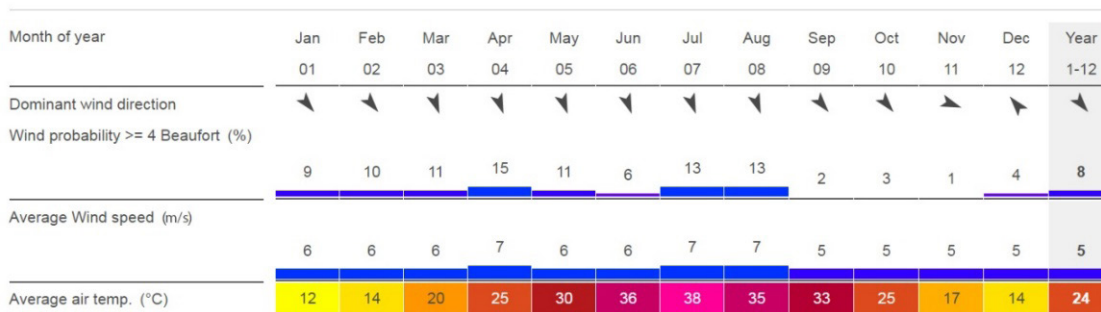 Month of year Jan Feb Mar Apr May Jun Jul Aug Sep Oct Nov Dec Year
01 02 03 04 05 06 07 08 09 10 11 12 1-12
Dominant wind direction
Wind probability >= 4 Beaufort (%)
9 10 11 15 11 6 13 13 2 3 1 4 8
Average Wind speed (m/s)
6 6 6 7 6 6 7 7 5 5 5 5 5
Average air temp. (°C) 12 14 20 25 30 36 38 35 33 25 17 14 24